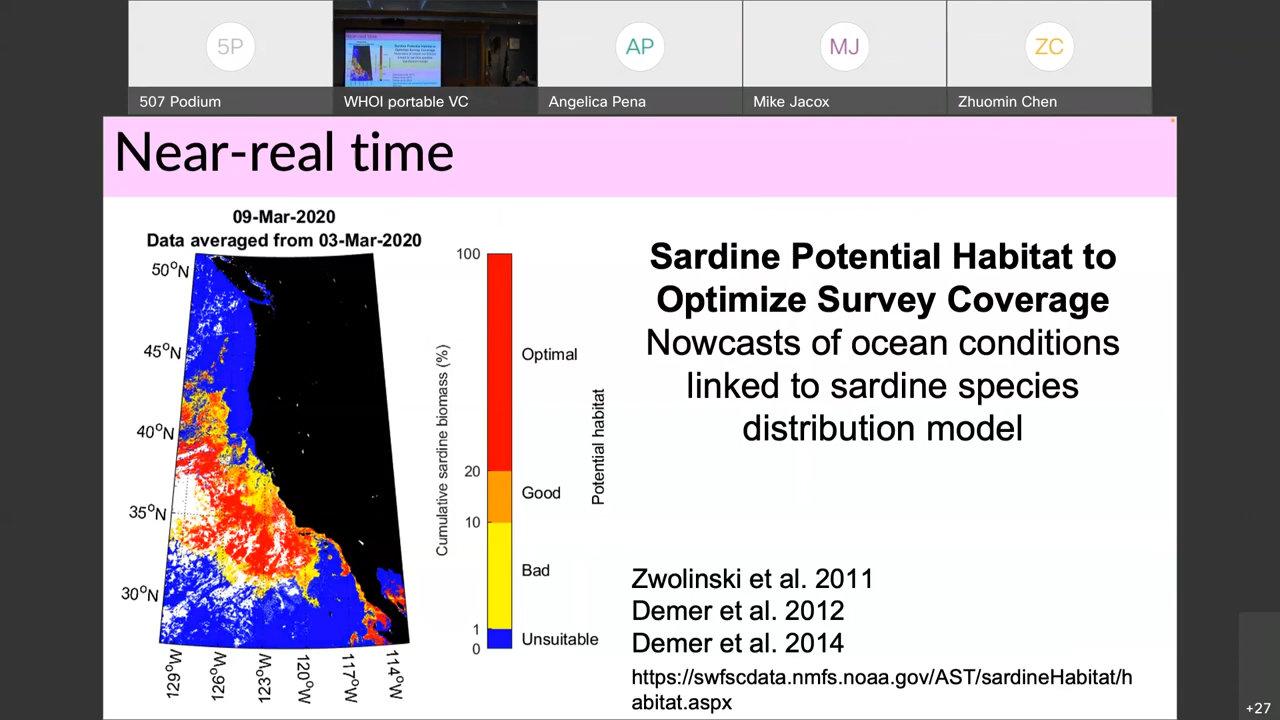 5P
AP
MJ
ZC
507 Podium
WHOI portable VC
Angelica Pena
Mike Jacox
Zhuomin Chen
Near-real time
09-Mar-2020
Data averaged from 03-Mar-2020
50°N
45°N
40°N
35°N
30°N
129°W
126°W
123°W
120°W
117°W
114°W
Cumulative sardine biomass (%)
100
20
10
1
0
Optimal
Good
Bad
Unsuitable
Potential habitat
Sardine Potential Habitat to
Optimize Survey Coverage
Nowcasts of ocean conditions
linked to sardine species
distribution model
Zwolinski et al. 2011
Demer et al. 2012
Demer et al. 2014
https://swfscdata.nmfs.noaa.gov/AST/sardineHabitat/h
abitat.aspx
+27